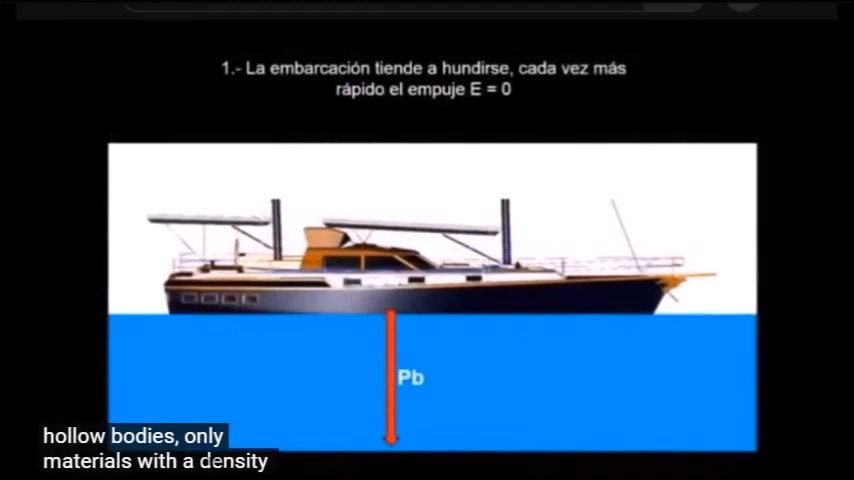 1.- La embarcación tiende a hundirse, cada vez más
rápido el empuje E = 0
Pb
hollow bodies, only
materials with a density